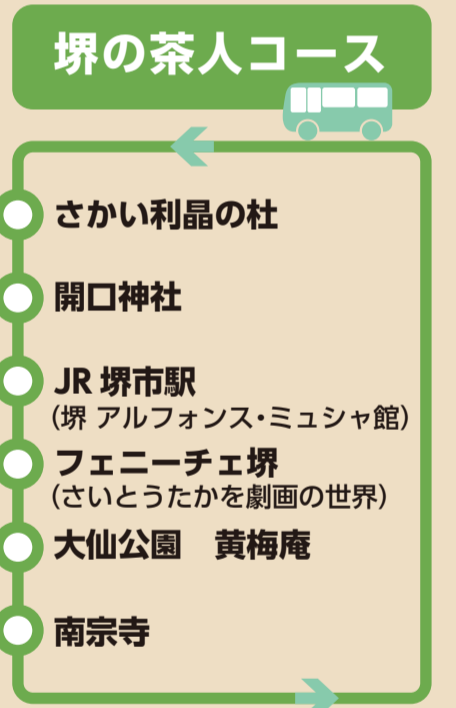 堺の茶人コース
さかい利晶の杜
開口神社
JR 堺市駅
(堺 アルフォンス・ミュシャ館)
フェニーチェ堺
(さいとうたかを劇画の世界)
大仙公園　黄梅庵
南宗寺